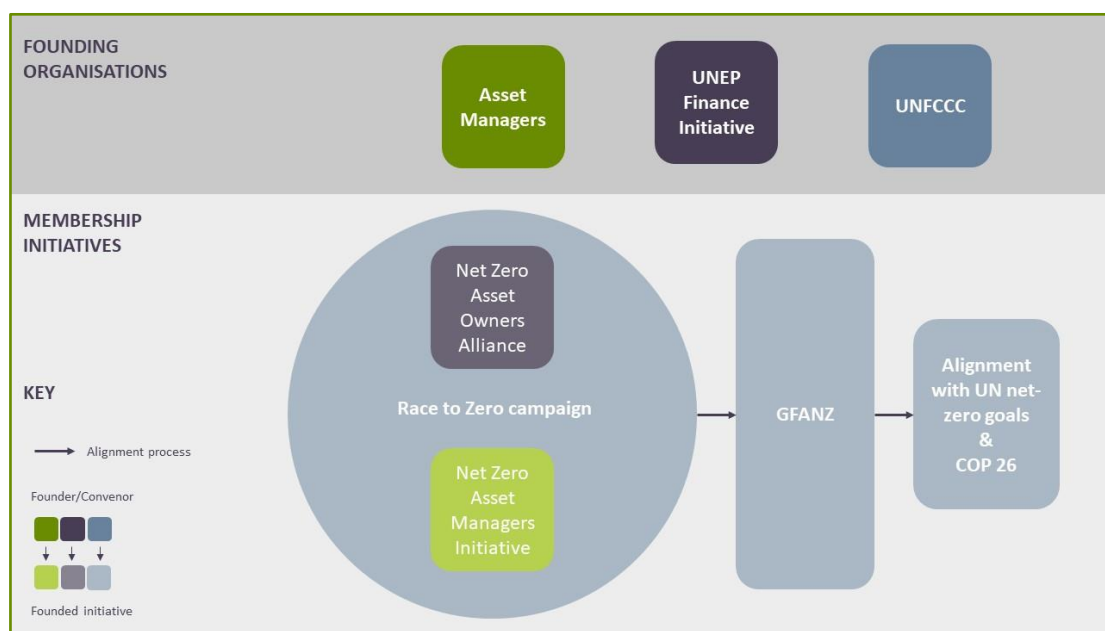 FOUNDING
ORGANISATIONS
Asset
Managers
UNEP
Finance
Initiative
UNFCCC
MEMBERSHIP
INITIATIVES
Net Zero
Asset
Owners
Alliance
Race to Zero campaign
Net Zero
Asset
Managers
Initiative
GFANZ
Alignment
with UN net-
zero goals
&
COP 26
KEY
Alignment process
Founder/Convenor
Founded initiative